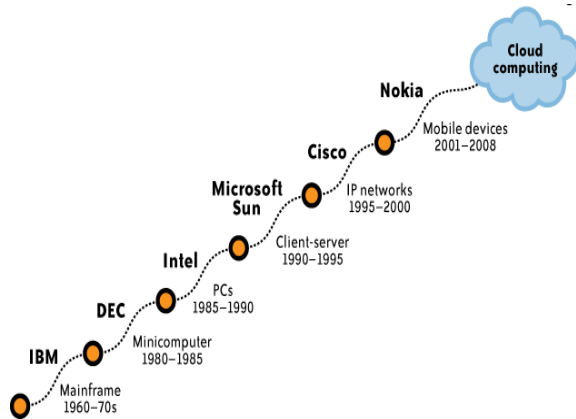 Cloud
computing
Nokia
Mobile devices
2001–2008
Cisco
IP networks
1995–2000
Microsoft
Sun
Client-server
1990–1995
Intel
PCs
1985–1990
DEC
Minicomputer
1980–1985
IBM
Mainframe
1960–70s